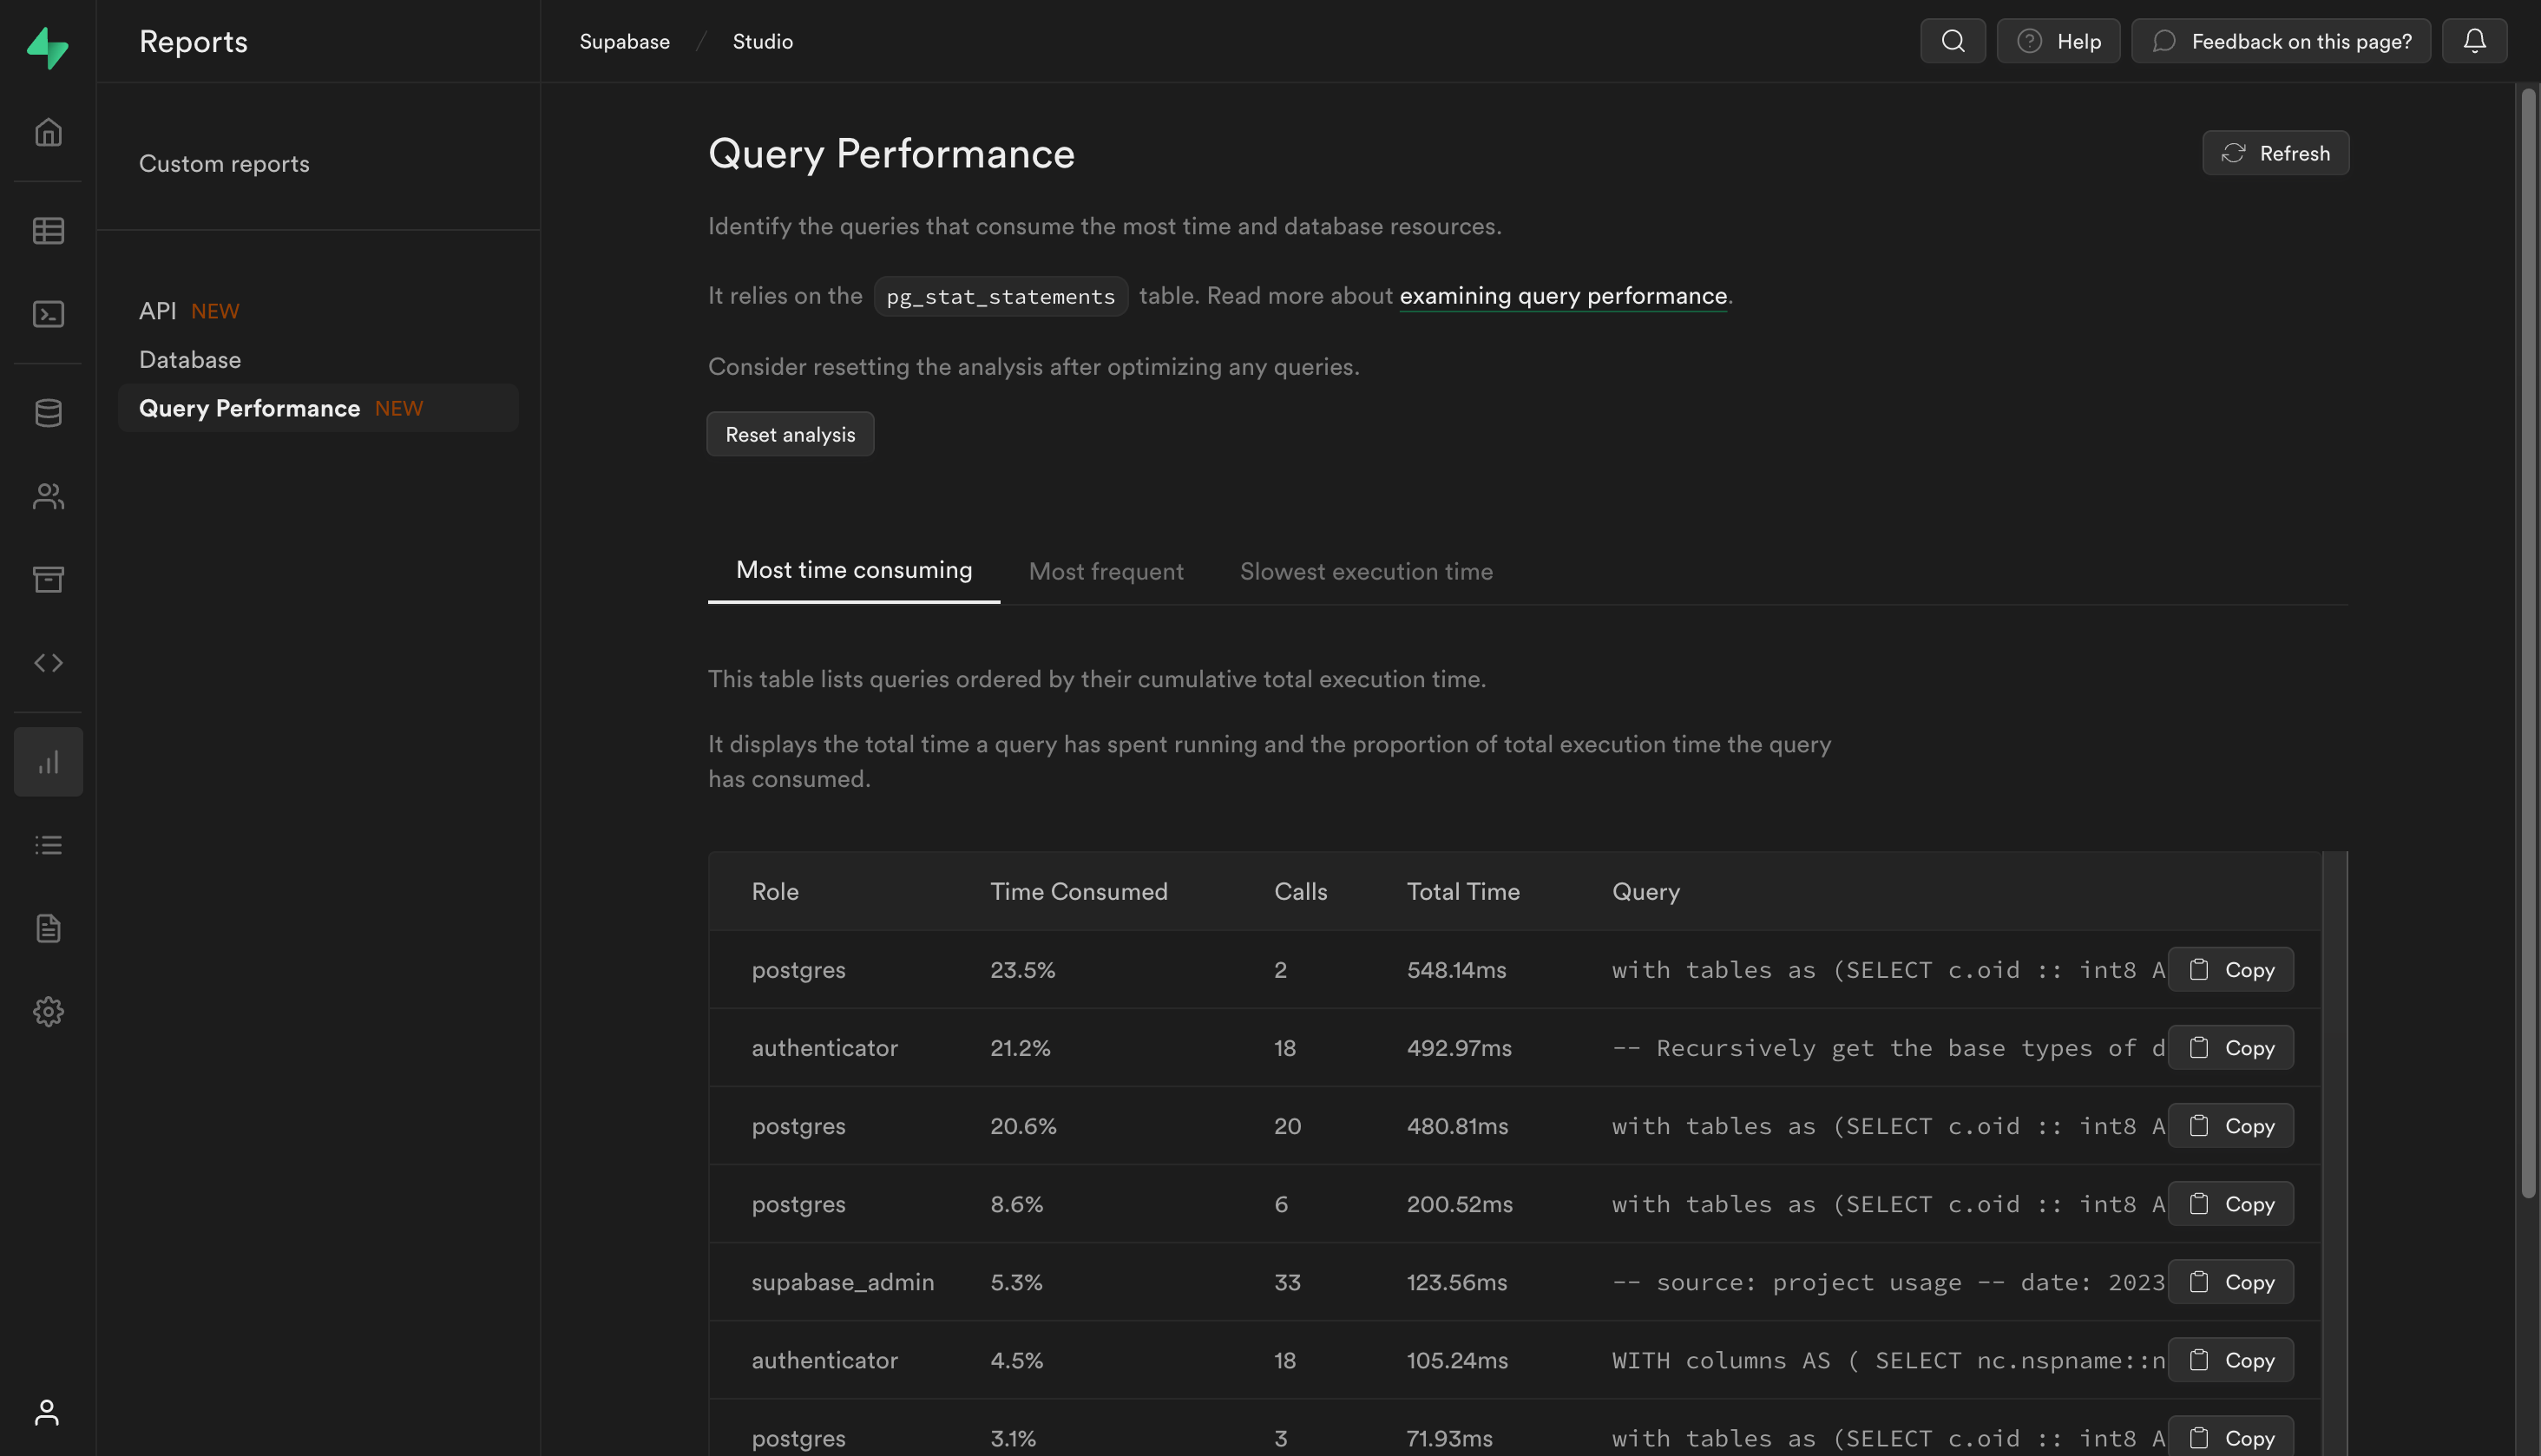 Reports
Supabase / Studio
Help
Feedback on this page?
Custom reports
API NEW
Database
Query Performance NEW
Query Performance
Refresh
Identify the queries that consume the most time and database resources.
It relies on the pg_stat_statements table. Read more about examining query performance.
Consider resetting the analysis after optimizing any queries.
Reset analysis
Most time consuming Most frequent Slowest execution time
This table lists queries ordered by their cumulative total execution time.
It displays the total time a query has spent running and the proportion of total execution time the query
has consumed.
Role Time Consumed Calls Total Time Query
postgres 23.5% 2 548.14ms with tables as (SELECT c.oid :: int8 A Copy
authenticator 21.2% 18 492.97ms -- Recursively get the base types of d Copy
postgres 20.6% 20 480.81ms with tables as (SELECT c.oid :: int8 A Copy
postgres 8.6% 6 200.52ms with tables as (SELECT c.oid :: int8 A Copy
supabase_admin 5.3% 33 123.56ms -- source: project usage -- date: 2023 Copy
authenticator 4.5% 18 105.24ms WITH columns AS ( SELECT nc.nspname::n Copy
postgres 3.1% 3 71.93ms with tables as (SELECT c.oid :: int8 A Copy